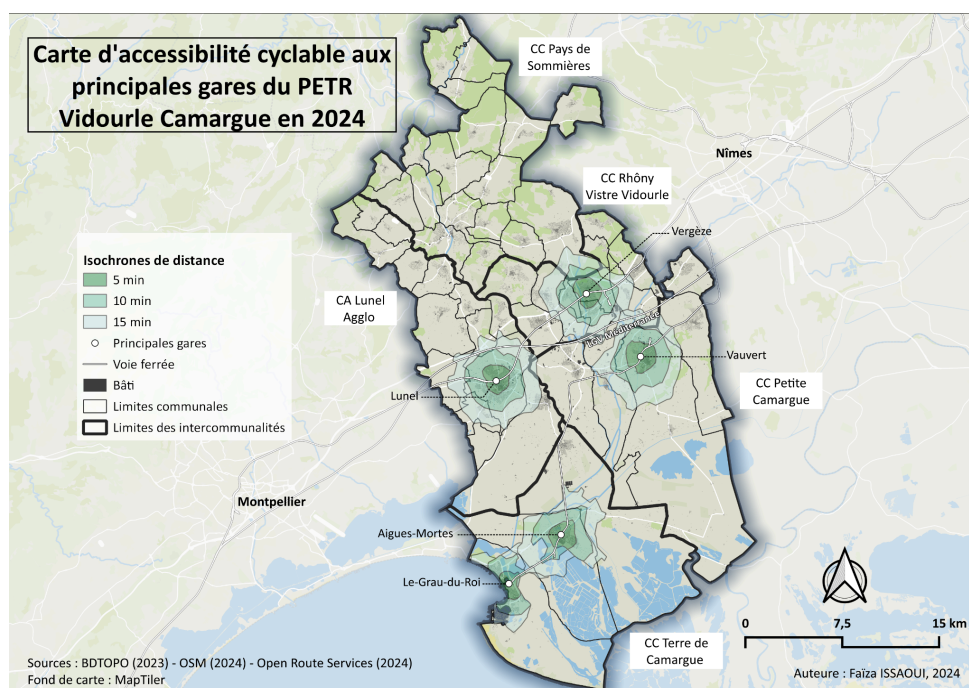 Carte d'accessibilité cyclable aux
principales gares du PETR
Vidourle Camargue en 2024
CC Pays de
Sommières
Nîmes
CC Rhôny
Vistre Vidourle
Vergèze
Isochrones de distance
5 min
10 min
15 min
Principales gares
Voie ferrée
Bâti
Limites communales
Limites des intercommunalités
CA Lunel
Agglo
LGV Méditerranée
Vauvert
CC Petite
Camargue
Lunel
Montpellier
Aigues-Mortes
Le-Grau-du-Roi
CC Terre de
Camargue
0 7,5 15 km
Sources : BDTOPO (2023) - OSM (2024) - Open Route Services (2024)
Fond de carte : MapTiler
Auteure : Faïza ISSAOUI, 2024